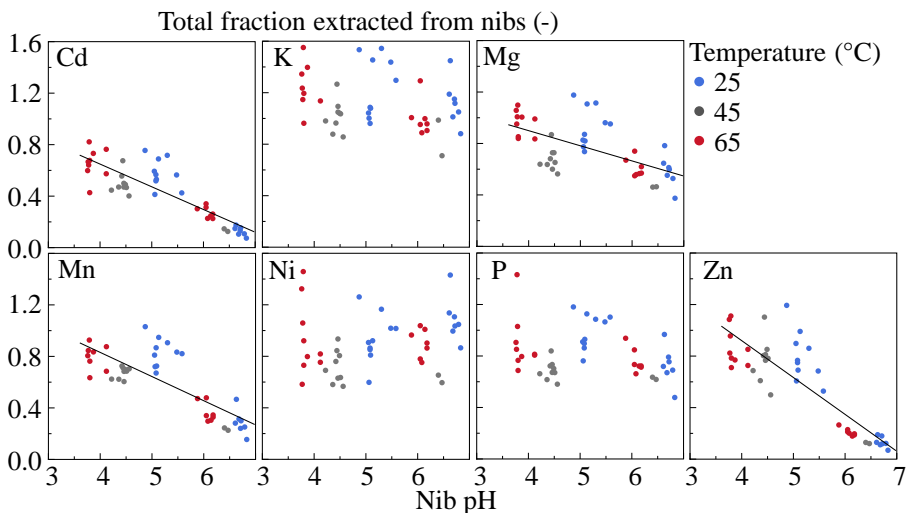 Total fraction extracted from nibs (-)
1.6 Cd K Mg Temperature (°C)
1.2 25
45
0.8 65
0.4
0.0
Mn Ni P Zn
1.2
0.8
0.4
0.0
3 4 5 6 3 4 5 6 3 4 5 6 3 4 5 6 7
Nib pH